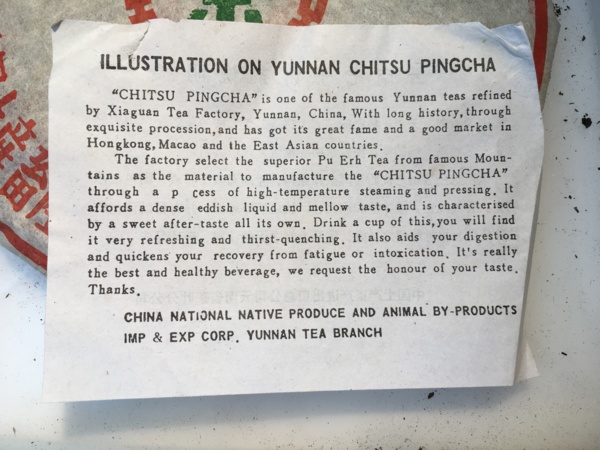 ILLUSTRATION ON YUNNAN CHITSU PINGCHA
"CHITSU PINGCHA" is one of the famous Yunnan teas refined
by Xiaguan Tea Factory, Yunnan, China, With long history, through
exquisite procession, and has got its great fame and a good market in
Hongkong, Macao and the East Asian countries.
The factory select the superior Pu Erh Tea from famous Moun-
tains as the material to manufacture the "CHITSU PINGCHA"
through a p cess of high-temperature steaming and pressing. It
affords a dense eddish liquid and mellow taste, and is characterised
by a sweet after-taste all its own. Drink a cup of this, you will find
it very refreshing and thirst-quenching. It also aids your digestion
and quickens your recovery from fatigue or intoxication. It's really
the best and healthy beverage, we request the honour of your taste.
Thanks.
CHINA NATIONAL NATIVE PRODUCE AND ANIMAL BY-PRODUCTS
IMP & EXP CORP. YUNNAN TEA BRANCH